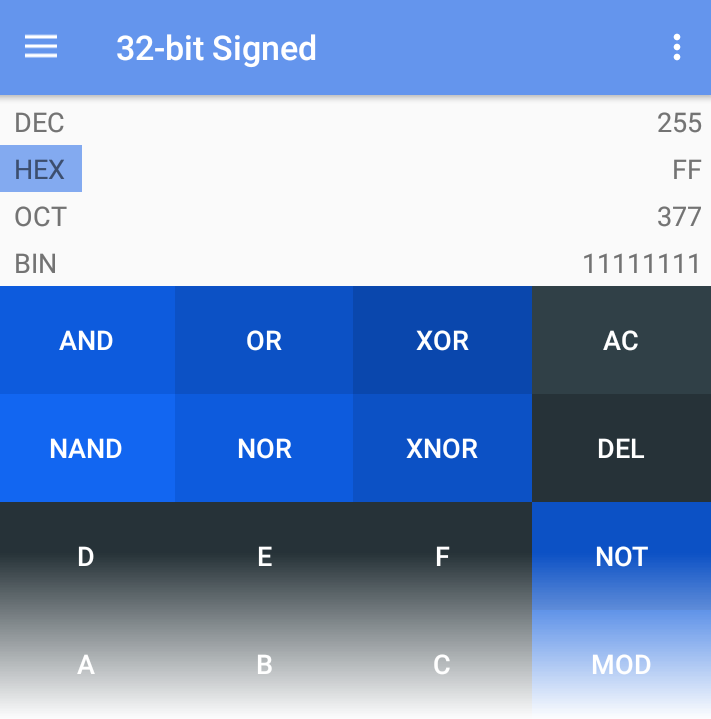 32-bit Signed
DEC 255
HEX FF
OCT 377
BIN 11111111
AND OR XOR AC
NAND NOR XNOR DEL
D E F NOT
A B C MOD